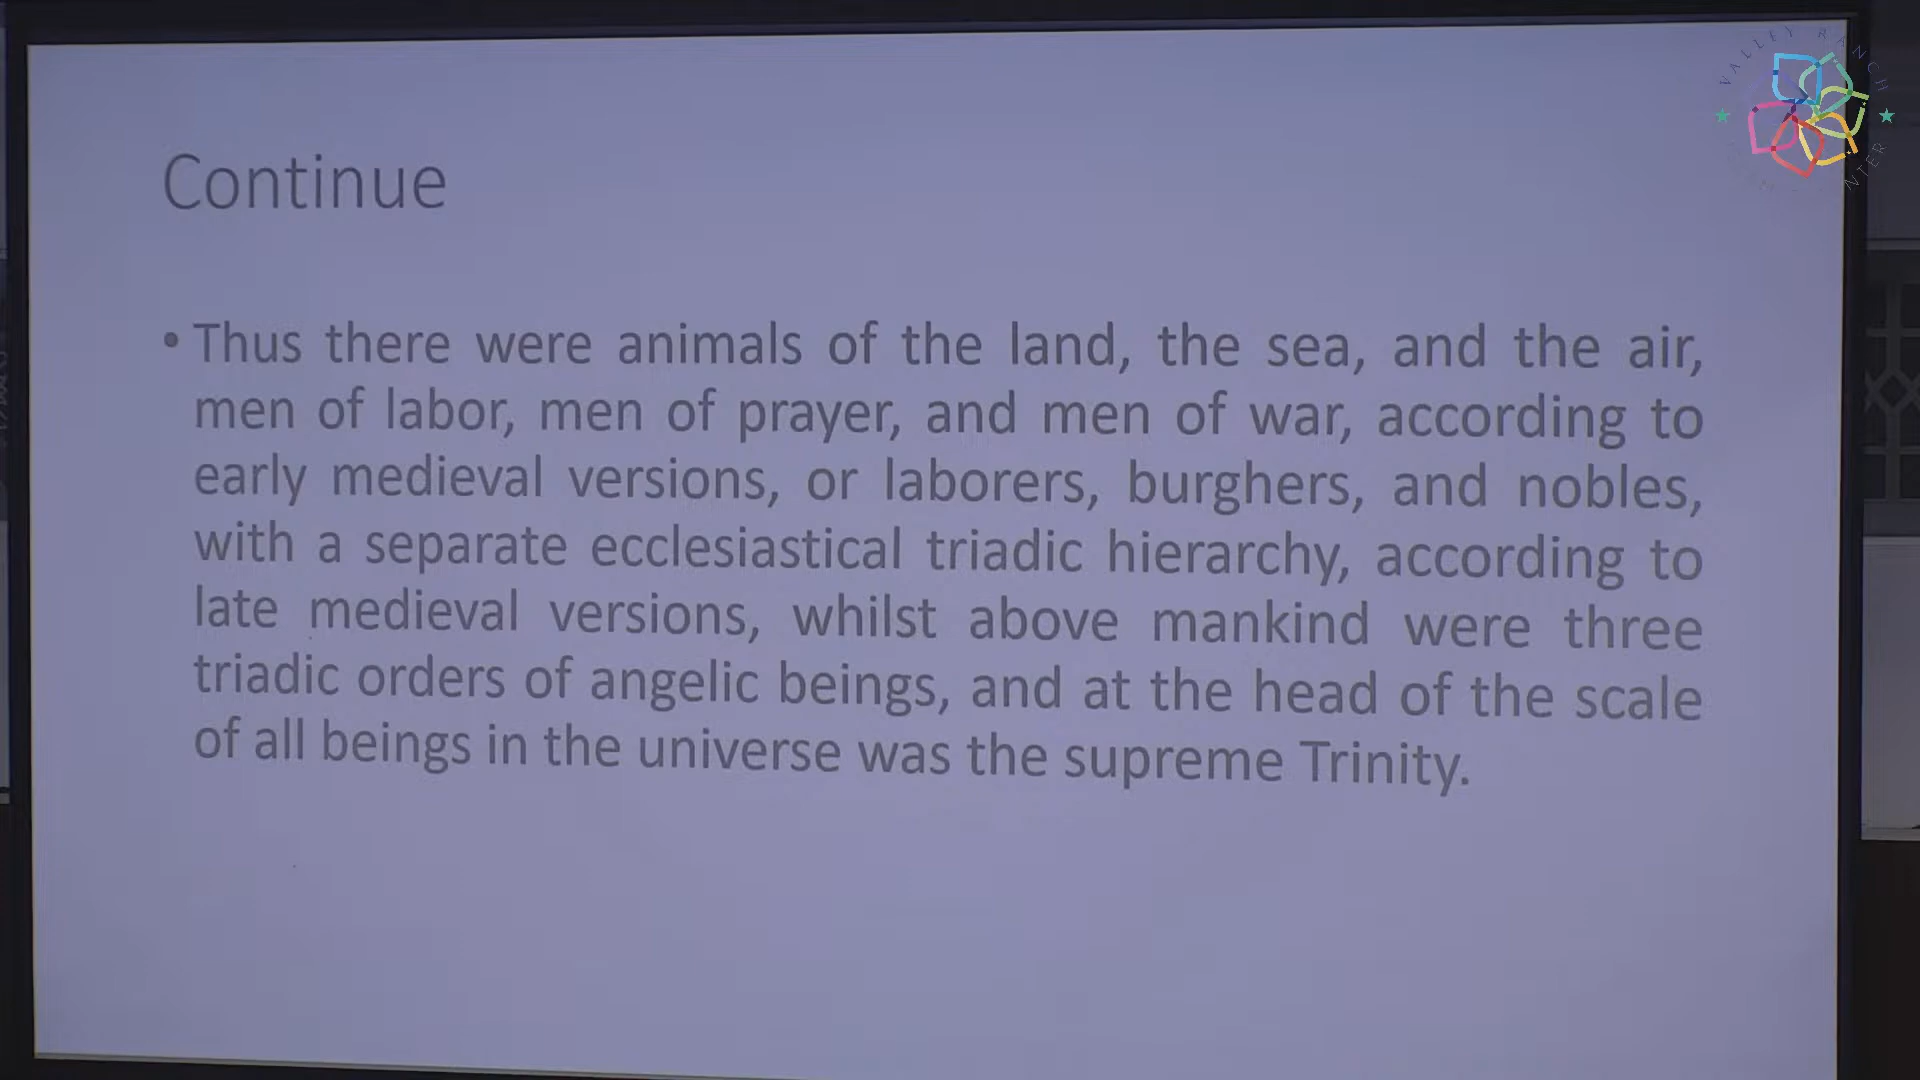 VALLEY RANCH
NTER
Continue
• Thus there were animals of the land, the sea, and the air,
men of labor, men of prayer, and men of war, according to
early medieval versions, or laborers, burghers, and nobles,
with a separate ecclesiastical triadic hierarchy, according to
late medieval versions, whilst above mankind were three
triadic orders of angelic beings, and at the head of the scale
of all beings in the universe was the supreme Trinity.